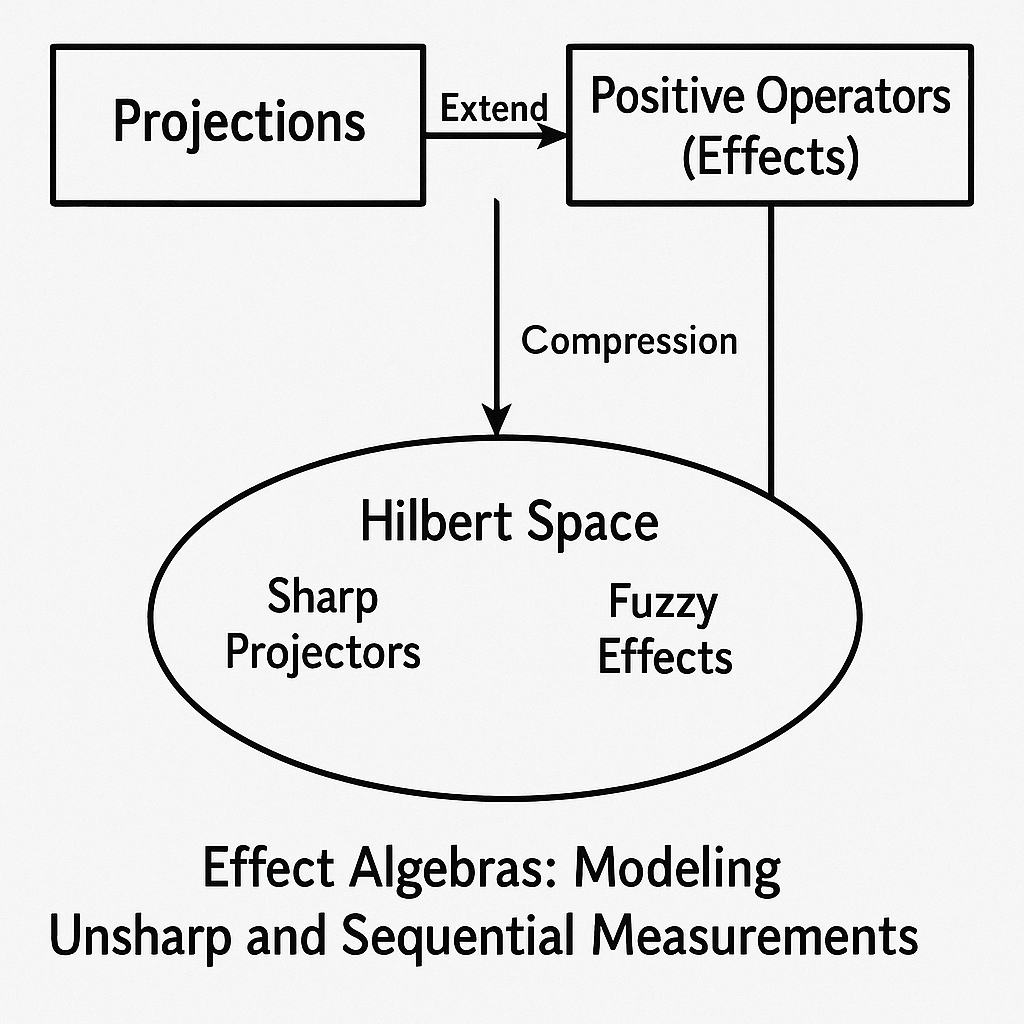 Projections
Extend
Positive Operators
(Effects)
Compression
Hilbert Space
Sharp
Projectors
Fuzzy
Effects
Effect Algebras: Modeling
Unsharp and Sequential Measurements